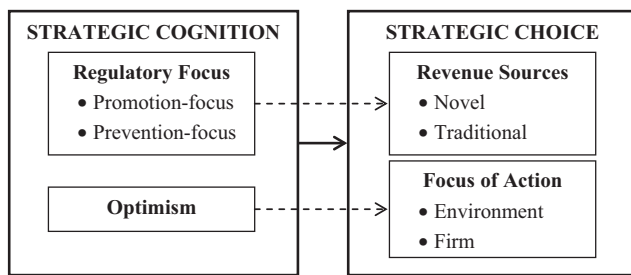 STRATEGIC COGNITION
Regulatory Focus
• Promotion-focus
• Prevention-focus
Optimism
STRATEGIC CHOICE
Revenue Sources
• Novel
• Traditional
Focus of Action
• Environment
• Firm